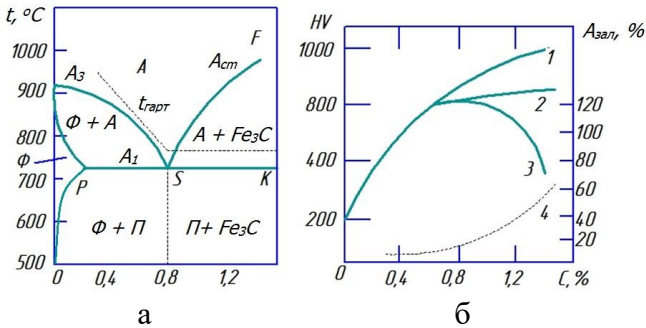 t, °C
1000
900
800
700
600
500
0
0,4
0,8
1,2
F
A₃
A
Aст
tгарт
Ф + А
А + Fe₃C
Ф
A₁
P
S
K
Ф + П
П + Fe₃C
а
HV
Aзал, %
1000
800
400
200
0
0,4
0,8
1,2
C, %
120
100
80
60
40
20
1
2
3
4
б